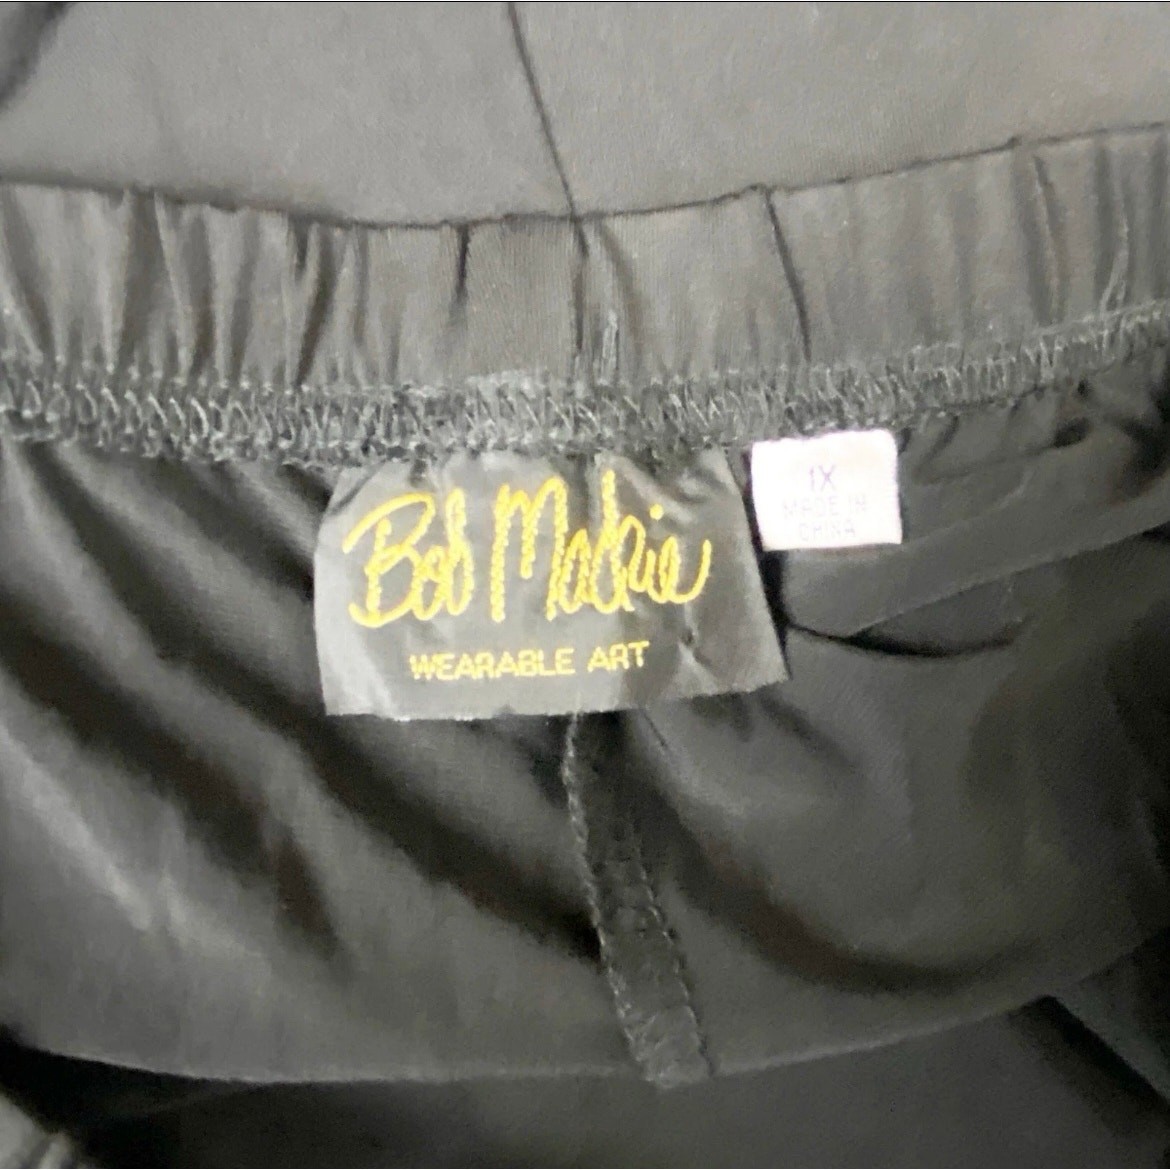 Bob Mackie
WEARABLE ART
1X
MADE IN
CHINA